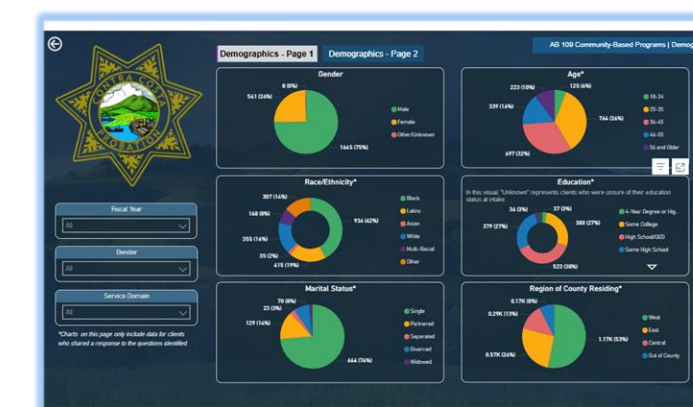 CONTRA COSTA
PROBATION
Demographics - Page 1
Demographics - Page 2
AB 109 Community-Based Programs | Demog
Gender
8 (0%)
541 (24%)
1665 (75%)
Male
Female
Other/Unknown
Age*
223 (10%)
125 (6%)
339 (16%)
764 (36%)
697 (32%)
18-24
25-35
36-45
46-55
56 and Older
Race/Ethnicity*
307 (14%)
168 (8%)
355 (16%)
35 (2%)
415 (19%)
934 (42%)
Black
Latinx
Asian
White
Multi-Racial
Other
Education*
In this visual, "Unknown" represents clients who were unsure of their education
status at intake.
34 (3%)
37 (3%)
379 (27%)
380 (27%)
523 (38%)
4-Year Degree or Hig..
Some College
High School/GED
Some High School
Fiscal Year
All
Gender
All
Service Domain
All
*Charts on this page only include data for clients
who shared a response to the questions identified.
Marital Status*
70 (8%)
23 (3%)
129 (14%)
664 (74%)
Single
Partnered
Separated
Divorced
Widowed
Region of County Residing*
0.17K (8%)
0.29K (13%)
0.57K (26%)
1.17K (53%)
West
East
Central
Out of County